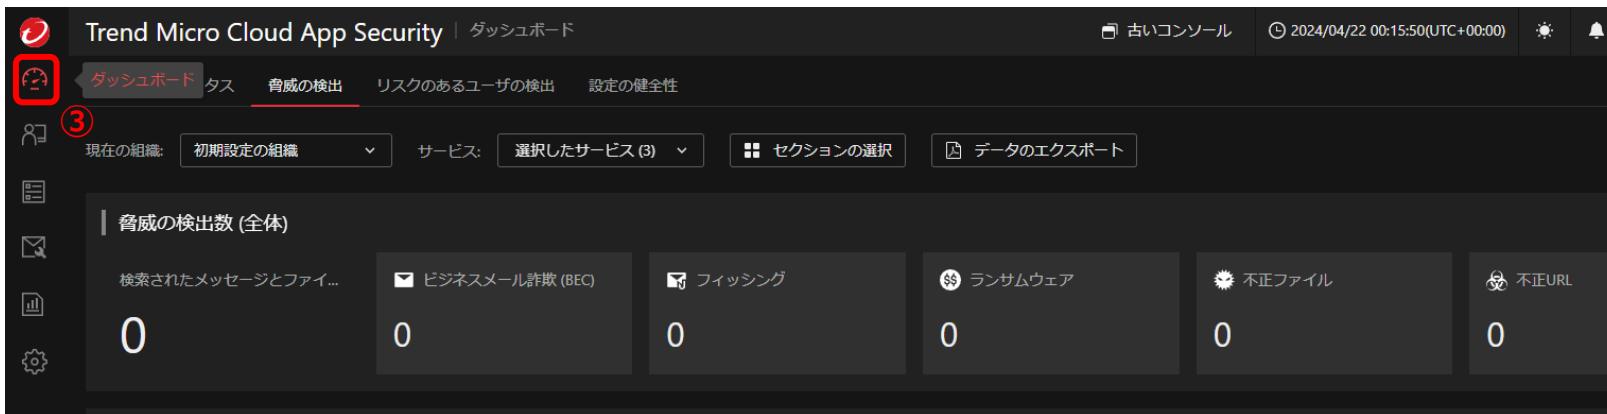 Trend Micro Cloud App Security ダッシュボード 古いコンソール 2024/04/22 00:15:50(UTC+00:00)
ダッシュボード タス 脅威の検出 リスクのあるユーザの検出 設定の健全性
③
現在の組織: 初期設定の組織 サービス: 選択したサービス (3) セクションの選択 データのエクスポート
脅威の検出数 (全体)
検索されたメッセージとファイ... ビジネスメール詐欺 (BEC) フィッシング ランサムウェア 不正ファイル 不正URL
0 0 0 0 0 0